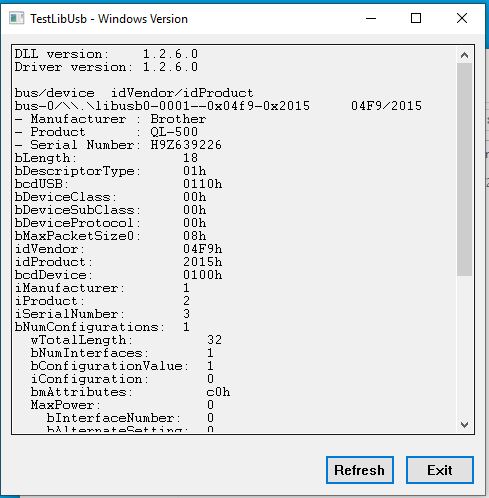 TestLibUsb - Windows Version
DLL version:    1.2.6.0
Driver version: 1.2.6.0
bus/device  idVendor/idProduct
bus-0/\\.\libusb0-0001--0x04f9-0x2015     04F9/2015
- Manufacturer : Brother
- Product      : QL-500
- Serial Number: H9Z639226
bLength:             18
bDescriptorType:     01h
bcdUSB:              0110h
bDeviceClass:        00h
bDeviceSubClass:     00h
bDeviceProtocol:     00h
bMaxPacketSize0:     08h
idVendor:            04F9h
idProduct:           2015h
bcdDevice:           0100h
iManufacturer:       1
iProduct:            2
iSerialNumber:       3
bNumConfigurations:  1
  wTotalLength:         32
  bNumInterfaces:       1
  bConfigurationValue:  1
  iConfiguration:       0
  bmAttributes:         c0h
  MaxPower:             0
    bInterfaceNumber:   0
    bAlternateSetting:  0
Refresh Exit